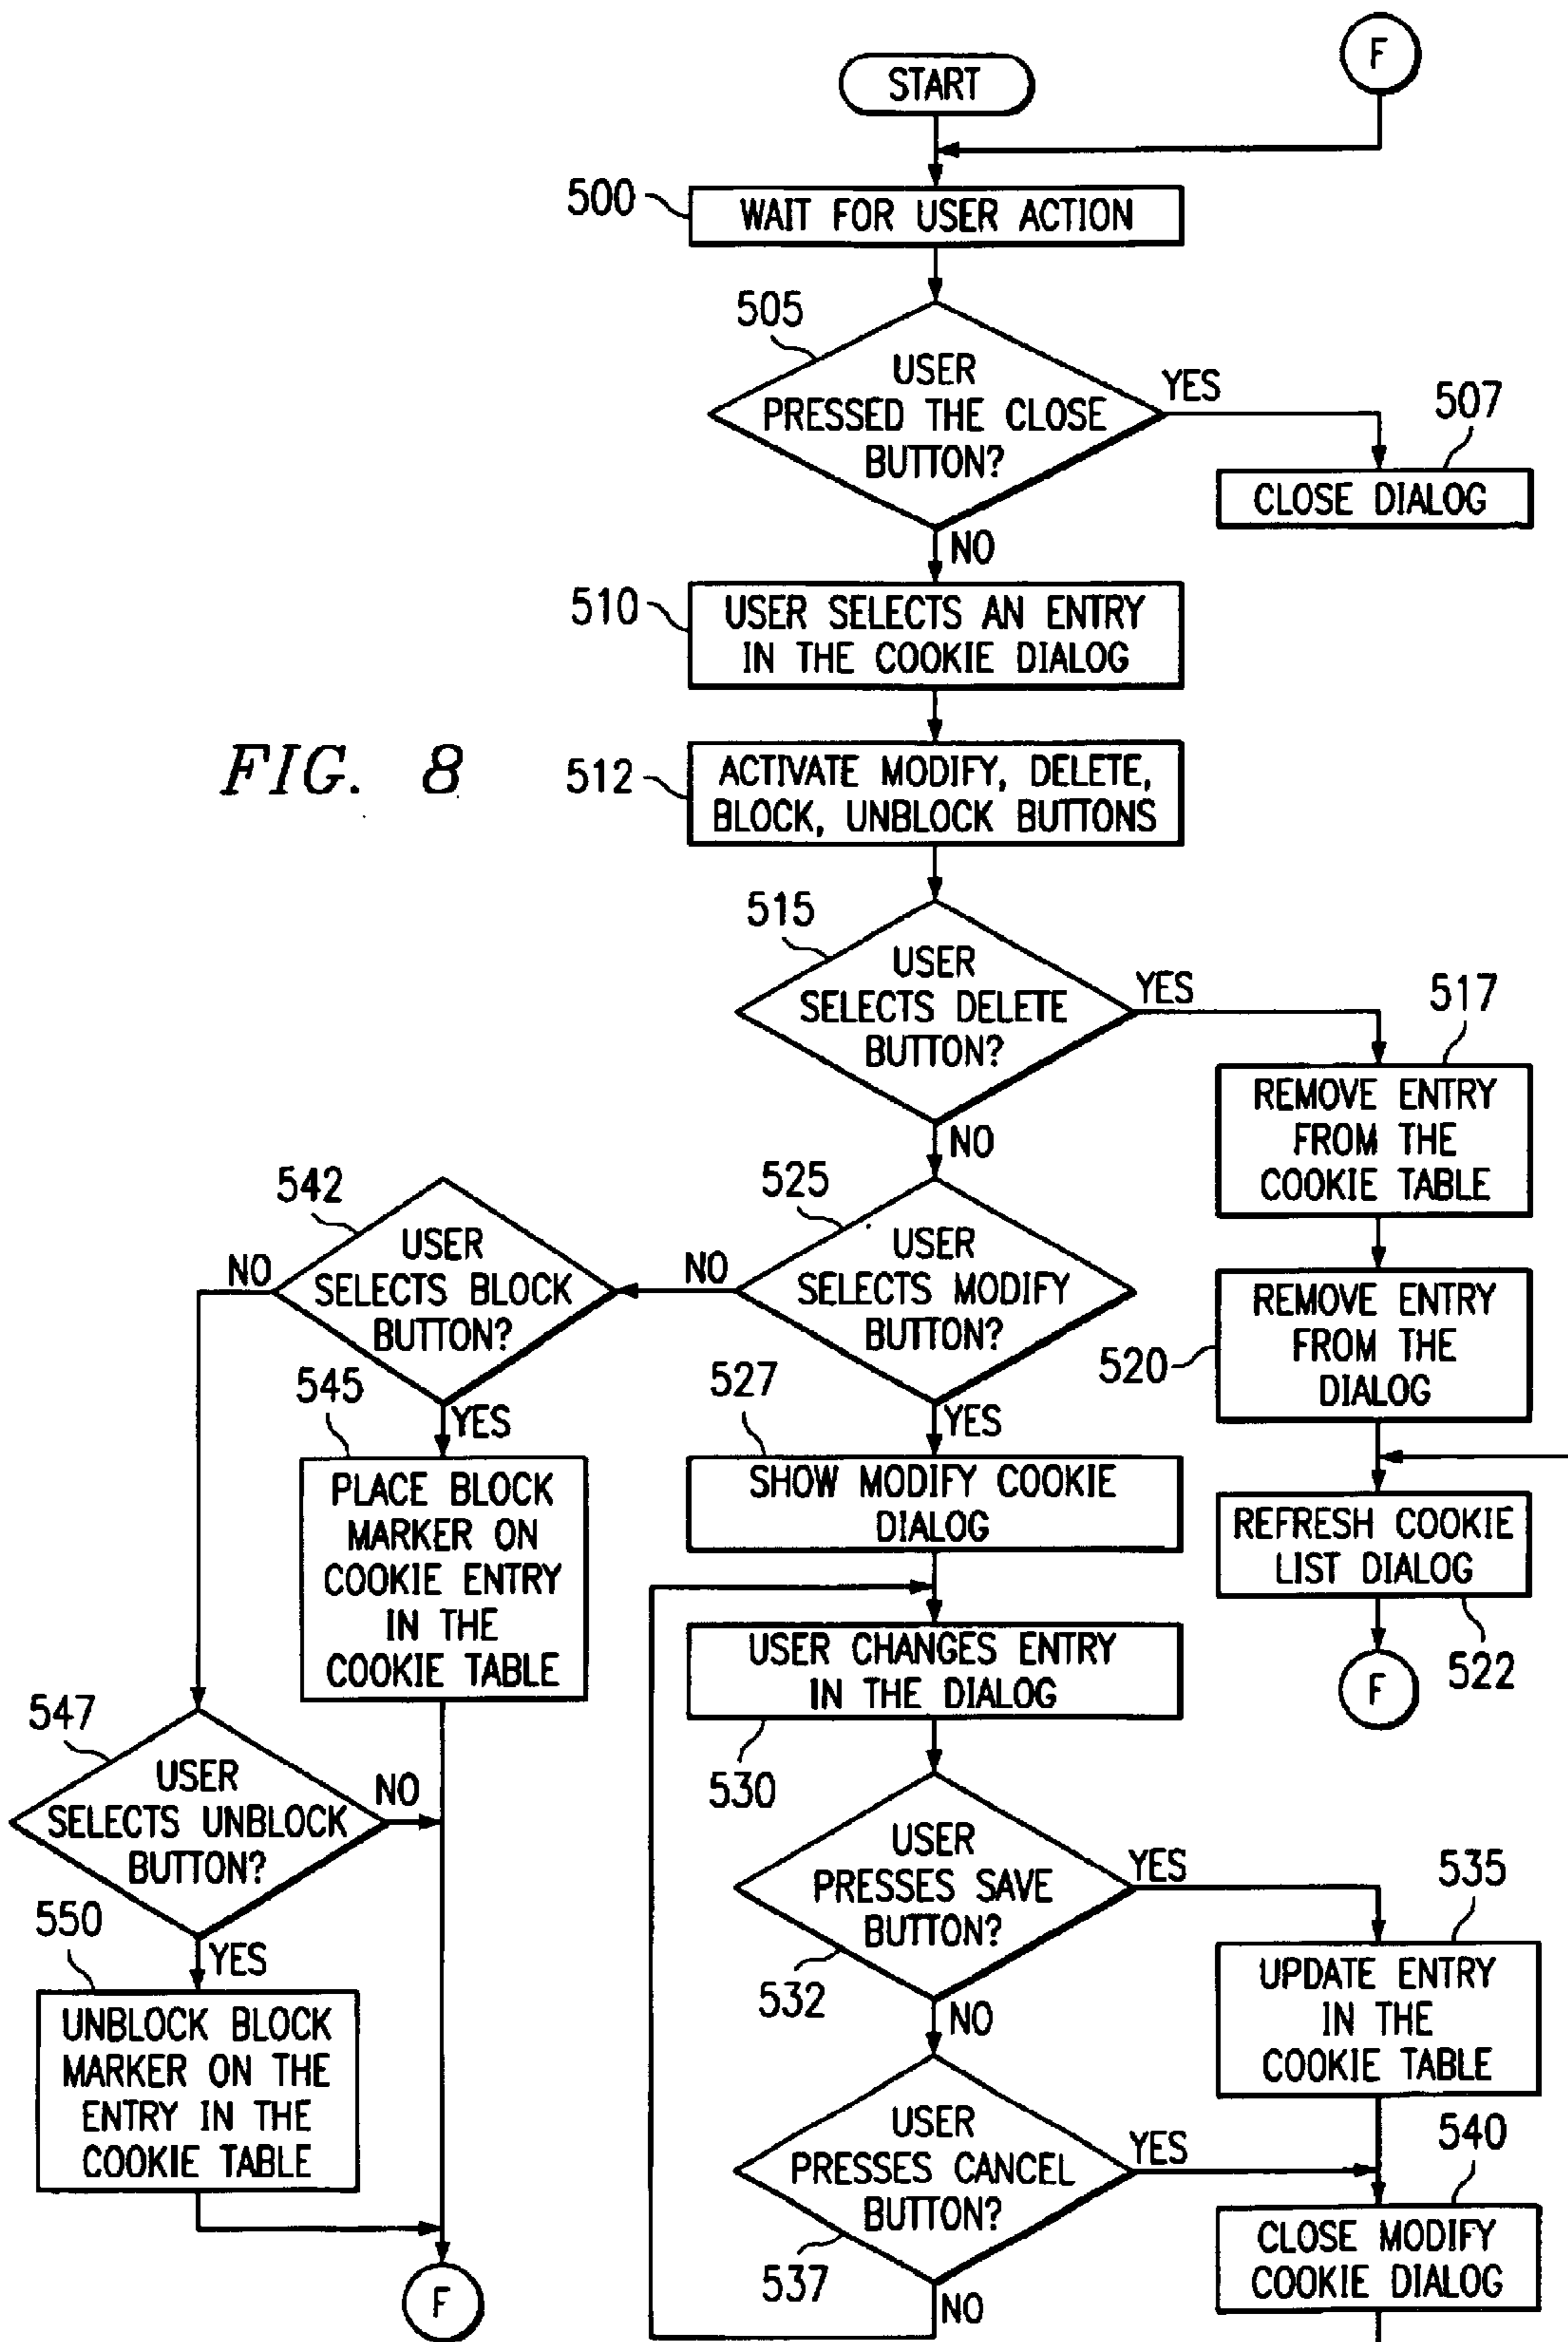 F
START
500
WAIT FOR USER ACTION
505
USER
PRESSED THE CLOSE
BUTTON?
YES
507
CLOSE DIALOG
NO
510
USER SELECTS AN ENTRY
IN THE COOKIE DIALOG
FIG. 8
512
ACTIVATE MODIFY, DELETE,
BLOCK, UNBLOCK BUTTONS
515
USER
SELECTS DELETE
BUTTON?
YES
517
REMOVE ENTRY
FROM THE
COOKIE TABLE
NO
542
USER
SELECTS BLOCK
BUTTON?
NO
525
USER
SELECTS MODIFY
BUTTON?
NO
520
REMOVE ENTRY
FROM THE
DIALOG
545
YES
PLACE BLOCK
MARKER ON
COOKIE ENTRY
IN THE
COOKIE TABLE
527
YES
SHOW MODIFY COOKIE
DIALOG
REFRESH COOKIE
LIST DIALOG
522
F
USER CHANGES ENTRY
IN THE DIALOG
530
547
USER
SELECTS UNBLOCK
BUTTON?
NO
USER
PRESSES SAVE
BUTTON?
YES
532
535
UPDATE ENTRY
IN THE
COOKIE TABLE
NO
550
YES
UNBLOCK BLOCK
MARKER ON THE
ENTRY IN THE
COOKIE TABLE
USER
PRESSES CANCEL
BUTTON?
YES
537
540
CLOSE MODIFY
COOKIE DIALOG
NO
F